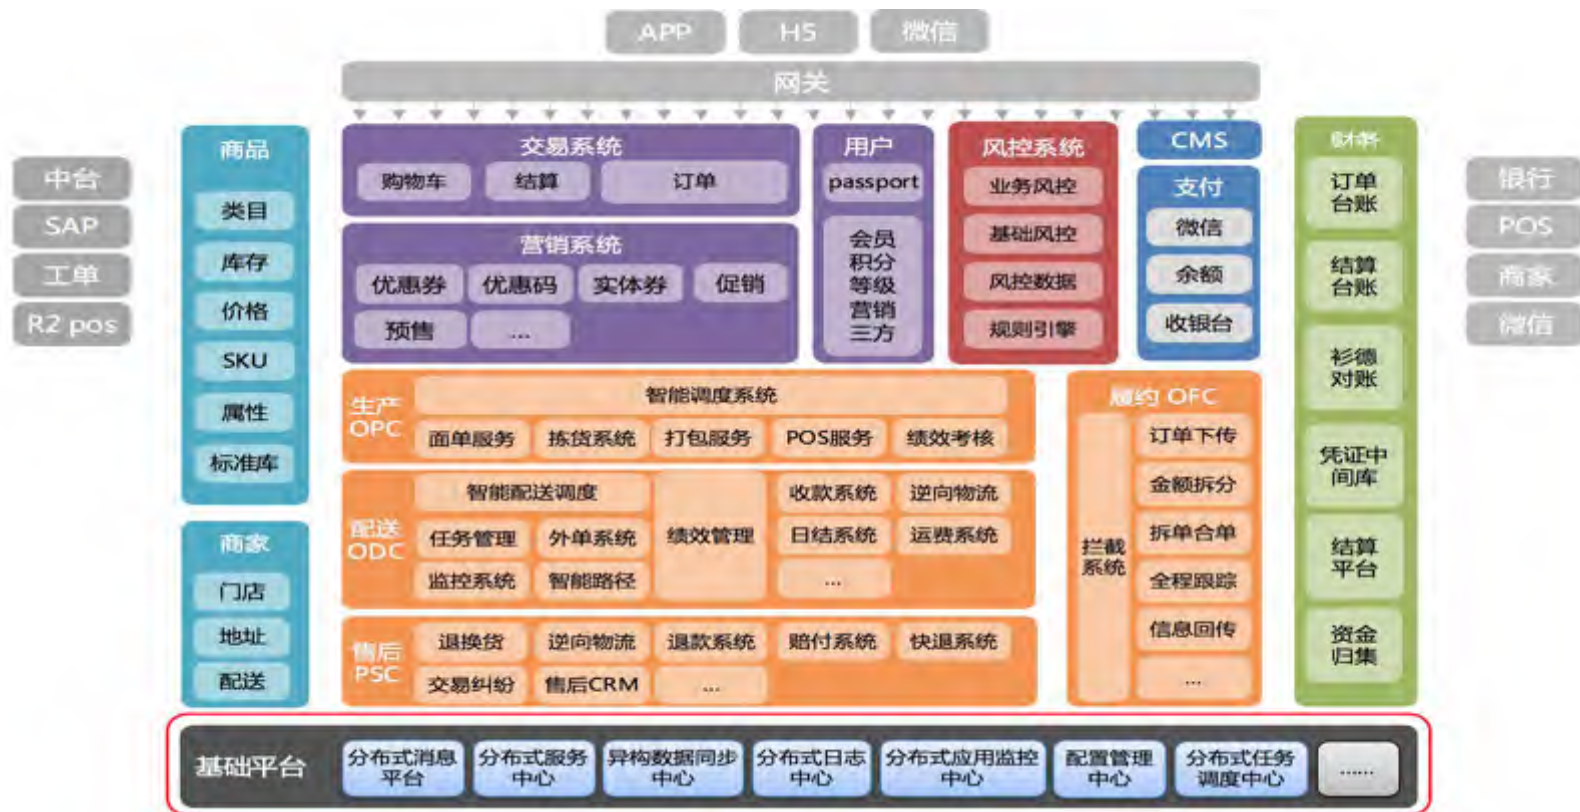 APP
H5
微信
网关
中台
SAP
工单
R2 pos
商品
类目
库存
价格
SKU
属性
标准库
商家
门店
地址
配送
交易系统
购物车
结算
订单
营销系统
优惠券
优惠码
实体券
促销
预售
...
用户
passport
会员
积分
等级
营销
三方
风控系统
业务风控
基础风控
风控数据
规则引擎
CMS
支付
微信
余额
收银台
生产
OPC
智能调度系统
面单服务
拣货系统
打包服务
POS服务
绩效考核
配送
ODC
智能配送调度
任务管理
外单系统
监控系统
智能路径
绩效管理
收款系统
逆向物流
日结系统
运费系统
...
售后
PSC
退换货
逆向物流
退款系统
赔付系统
快退系统
交易纠纷
售后CRM
...
履约 OFC
拦截
系统
订单下传
金额拆分
拆单合单
全程跟踪
信息回传
...
财务
订单
台账
结算
台账
衫德
对账
凭证中
间库
结算
平台
资金
归集
银行
POS
商家
微信
基础平台
分布式消息
平台
分布式服务
中心
异构数据同步
中心
分布式日志
中心
分布式应用监控
中心
配置管理
中心
分布式任务
调度中心
......